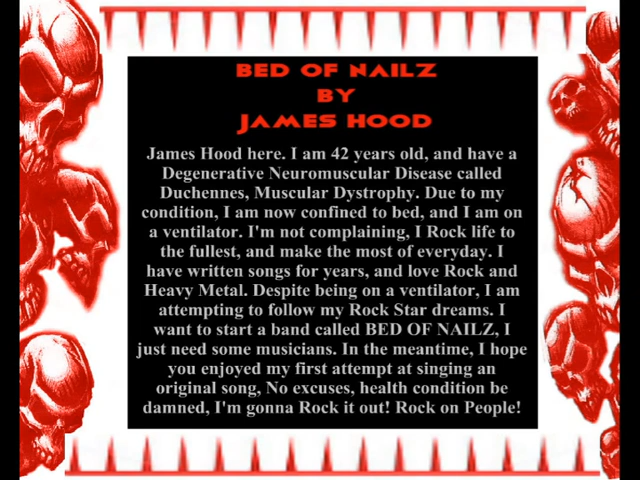 BED OF NAILZ
BY
JAMES HOOD
James Hood here. I am 42 years old, and have a
Degenerative Neuromuscular Disease called
Duchennes, Muscular Dystrophy. Due to my
condition, I am now confined to bed, and I am on
a ventilator. I'm not complaining, I Rock life to
the fullest, and make the most of everyday. I
have written songs for years, and love Rock and
Heavy Metal. Despite being on a ventilator, I am
attempting to follow my Rock Star dreams. I
want to start a band called BED OF NAILZ, I
just need some musicians. In the meantime, I hope
you enjoyed my first attempt at singing an
original song, No excuses, health condition be
damned, I'm gonna Rock it out! Rock on People!